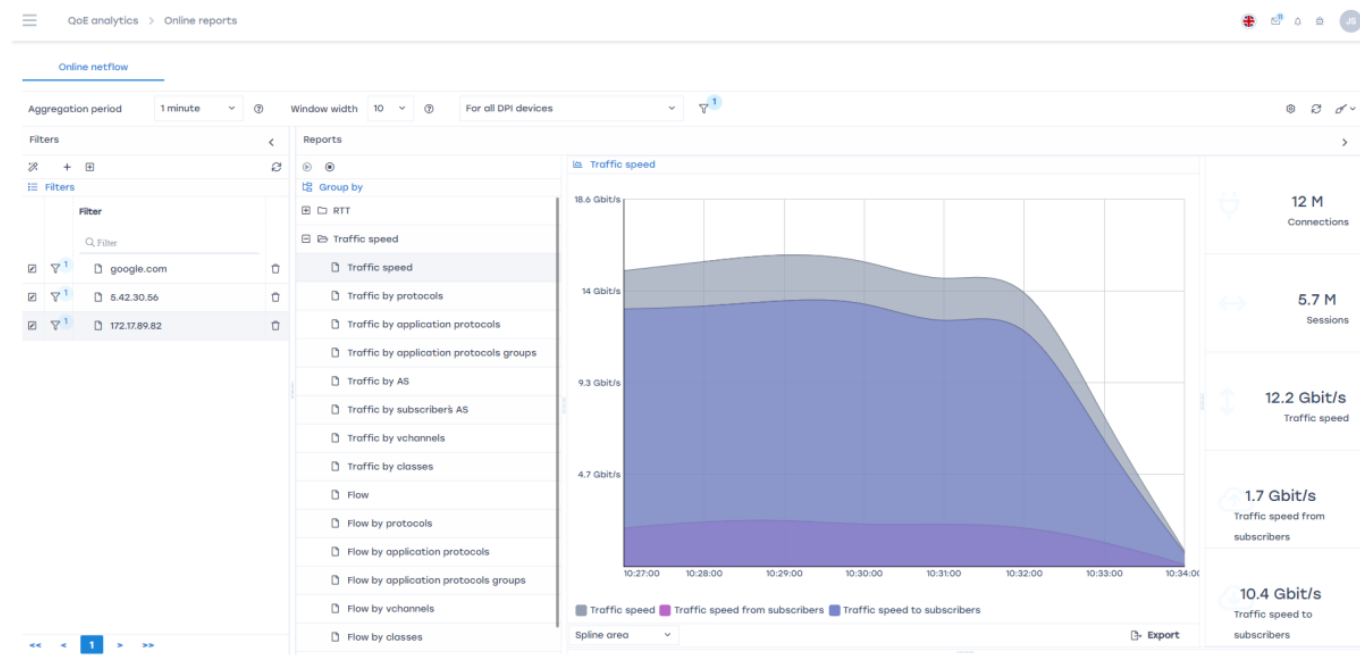 QoE analytics > Online reports
JS
Online netflow
Aggregation period 1 minute Window width 10 For all DPI devices 1
Filters
Reports
Filters
Filter
Filter
google.com
5.42.30.56
172.17.89.82
<< < 1 > >>
Group by
RTT
Traffic speed
Traffic speed
Traffic by protocols
Traffic by application protocols
Traffic by application protocols groups
Traffic by AS
Traffic by subscriber's AS
Traffic by vchannels
Traffic by classes
Flow
Flow by protocols
Flow by application protocols
Flow by application protocols groups
Flow by vchannels
Flow by classes
Traffic speed
18.6 Gbit/s
14 Gbit/s
9.3 Gbit/s
4.7 Gbit/s
10:27:00 10:28:00 10:29:00 10:30:00 10:31:00 10:32:00 10:33:00 10:34:0
Traffic speed Traffic speed from subscribers Traffic speed to subscribers
Spline area Export
12 M
Connections
5.7 M
Sessions
12.2 Gbit/s
Traffic speed
1.7 Gbit/s
Traffic speed from
subscribers
10.4 Gbit/s
Traffic speed to
subscribers